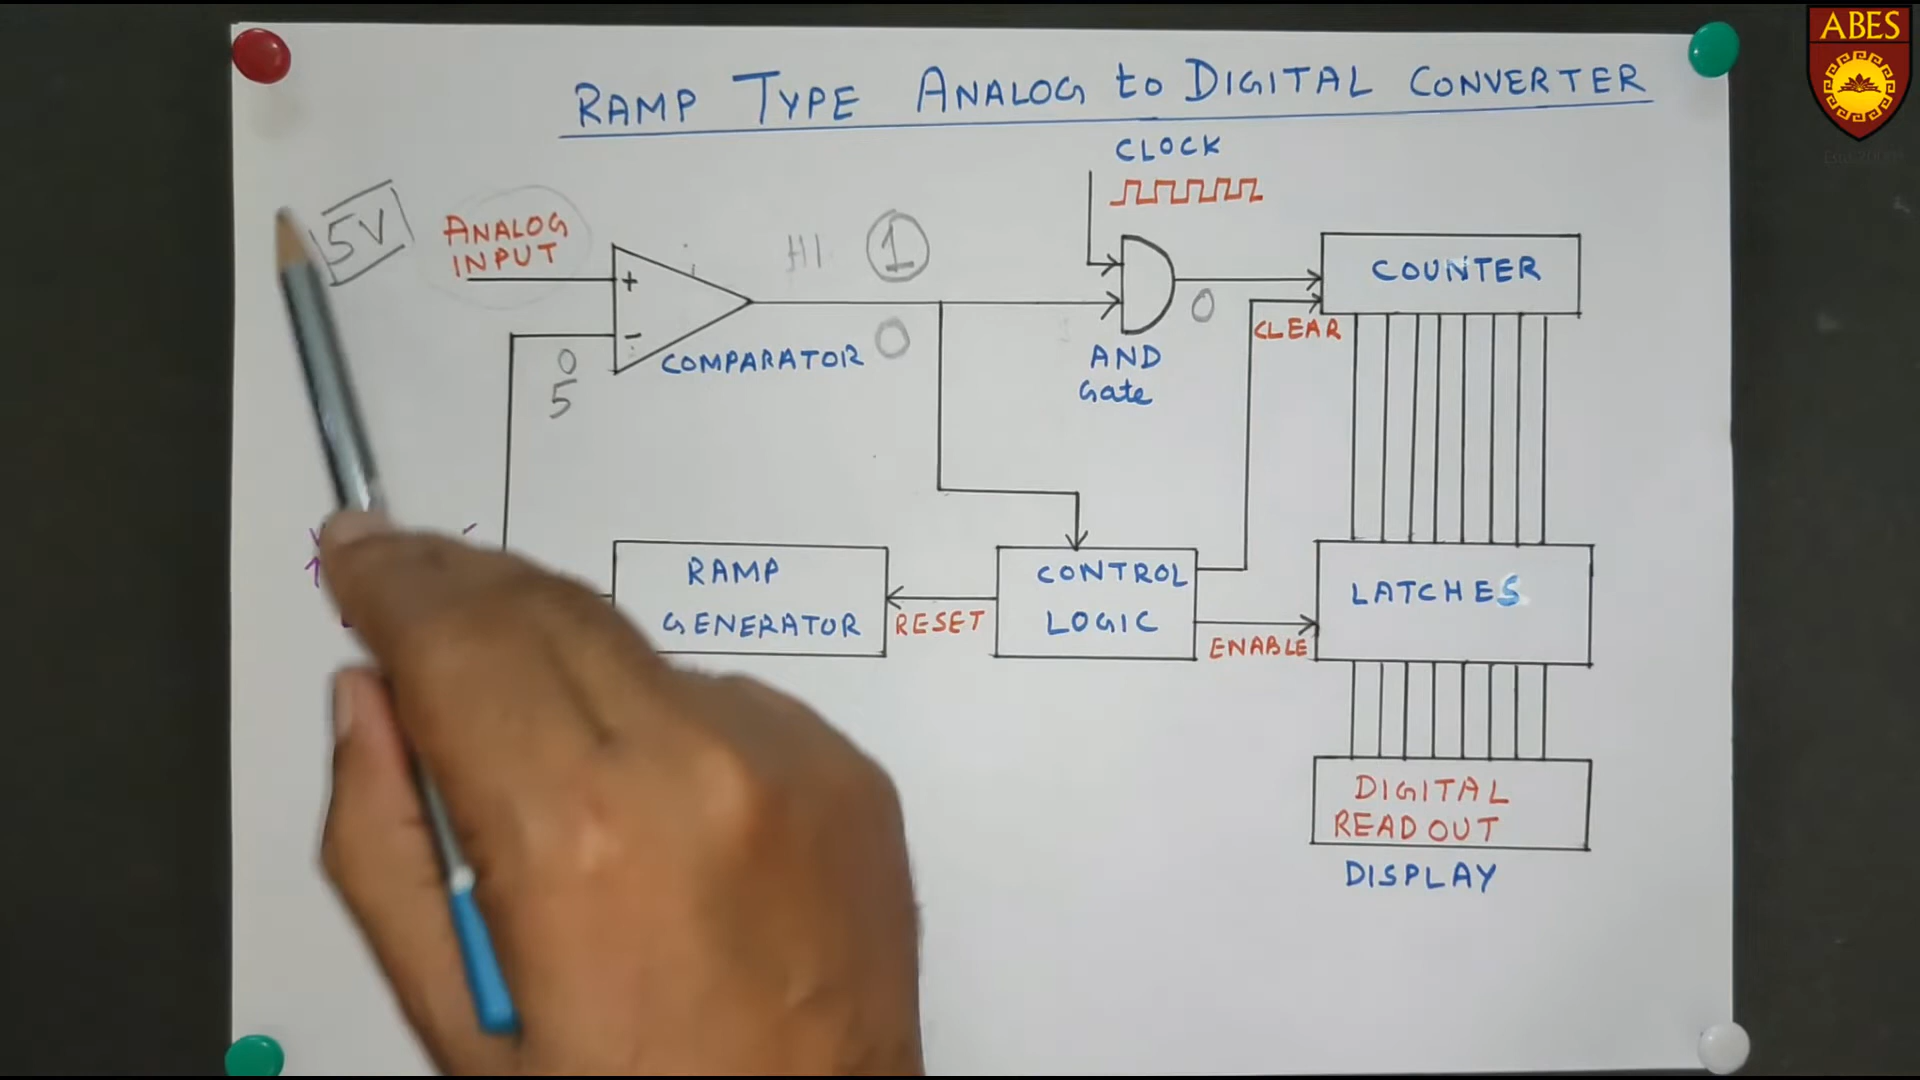 ABES
RAMP TYPE ANALOG to DIGITAL CONVERTER
CLOCK
5V
ANALOG
INPUT
HI
1
+
-
0
5
COMPARATOR
0
AND
Gate
0
CLEAR
COUNTER
RAMP
GENERATOR
RESET
CONTROL
LOGIC
ENABLE
LATCHES
DIGITAL
READ OUT
DISPLAY